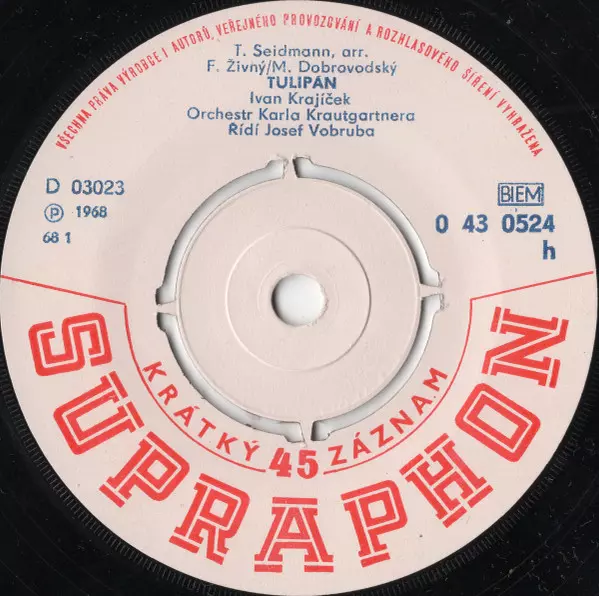 VŠECHNA PRÁVA VÝROBCE I AUTORŮ, VEŘEJNÉHO PROVOZOVÁNÍ A ROZHLASOVÉHO ŠÍŘENÍ VYHRAŽENA
T. Seidmann, arr.
F. Živný/M. Dobrovodský
TULIPÁN
Ivan Krajíček
Orchestr Karla Krautgartnera
Řídí Josef Vobruba
D 03023
Ⓟ 1968
68 1
BIEM
0 43 0524
h
KRÁTKÝ 45 ZÁZNAM
SUPRAPHON